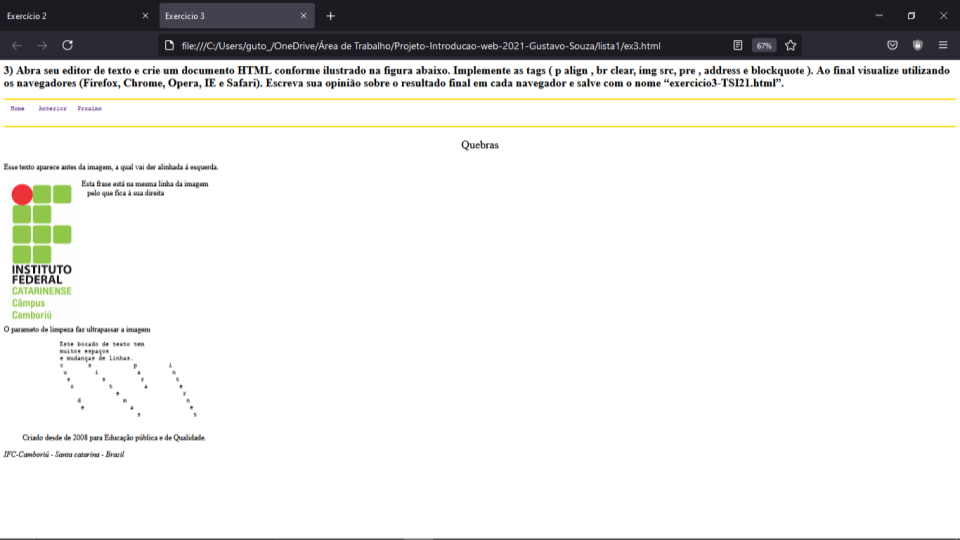 Exercício 2
Exercicio 3
file:///C:/Users/guto_/OneDrive/Área de Trabalho/Projeto-Introducao-web-2021-Gustavo-Souza/lista1/ex3.html
67%
3) Abra seu editor de texto e crie um documento HTML conforme ilustrado na figura abaixo. Implemente as tags ( p align , br clear, img src, pre , address e blockquote ). Ao final visualize utilizando
os navegadores (Firefox, Chrome, Opera, IE e Safari). Escreva sua opinião sobre o resultado final em cada navegador e salve com o nome “exercicio3-TSI21.html”.
Home Anterior Proximo
Quebras
Esse texto aparece antes da imagem, a qual vai der alinhada á esquerda.
Esta frase está na mesma linha da imagem
pelo que fica à sua direita
INSTITUTO
FEDERAL
CATARINENSE
Câmpus
Camboriú
O parameto de limpeza faz ultrapassar a imagem
Este bocado de texto tem
muitos espaços
e mudanças de linhas.
c s p i
u i a n
r s r t
s t a e
o e r
d m n
e a e
s t
Criado desde de 2008 para Educação pública e de Qualidade.
IFC-Camboriú - Santa catarina - Brasil